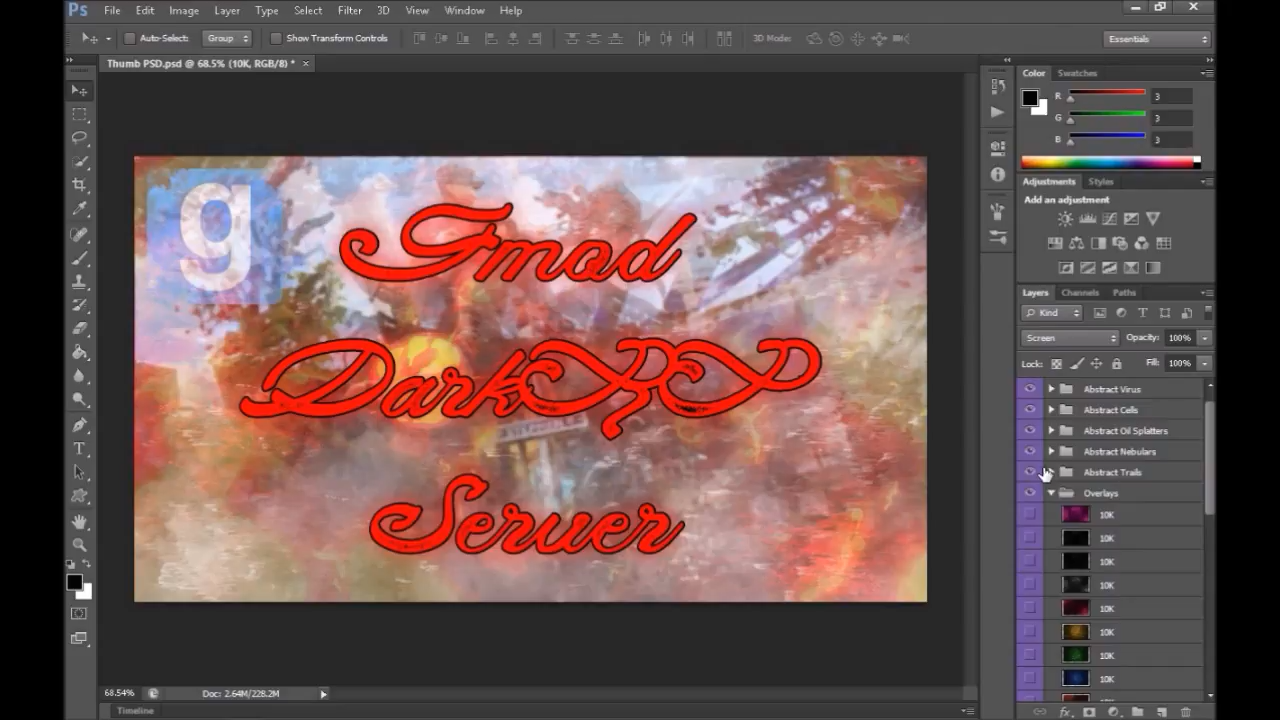 Ps File Edit Image Layer Type Select Filter 3D View Window Help
Auto-Select: Group Show Transform Controls 3D Mode: Essentials
Thumb PSD.psd @ 68.5% (10K, RGB/8) * ×
Color Swatches
R 3
G 3
B 3
Adjustments Styles
Add an adjustment
Layers Channels Paths
Kind
Screen Opacity: 100%
Lock: Fill: 100%
Abstract Virus
Abstract Cells
Abstract Oil Splatters
Abstract Nebulars
Abstract Trails
Overlays
10K
10K
10K
10K
10K
10K
10K
10K
g
Gmod
DarkRP
Server
68.54% Doc: 2.64M/228.2M
Timeline
fx